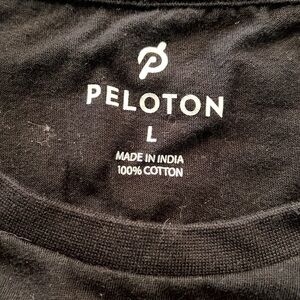 PELOTON
L
MADE IN INDIA
100% COTTON